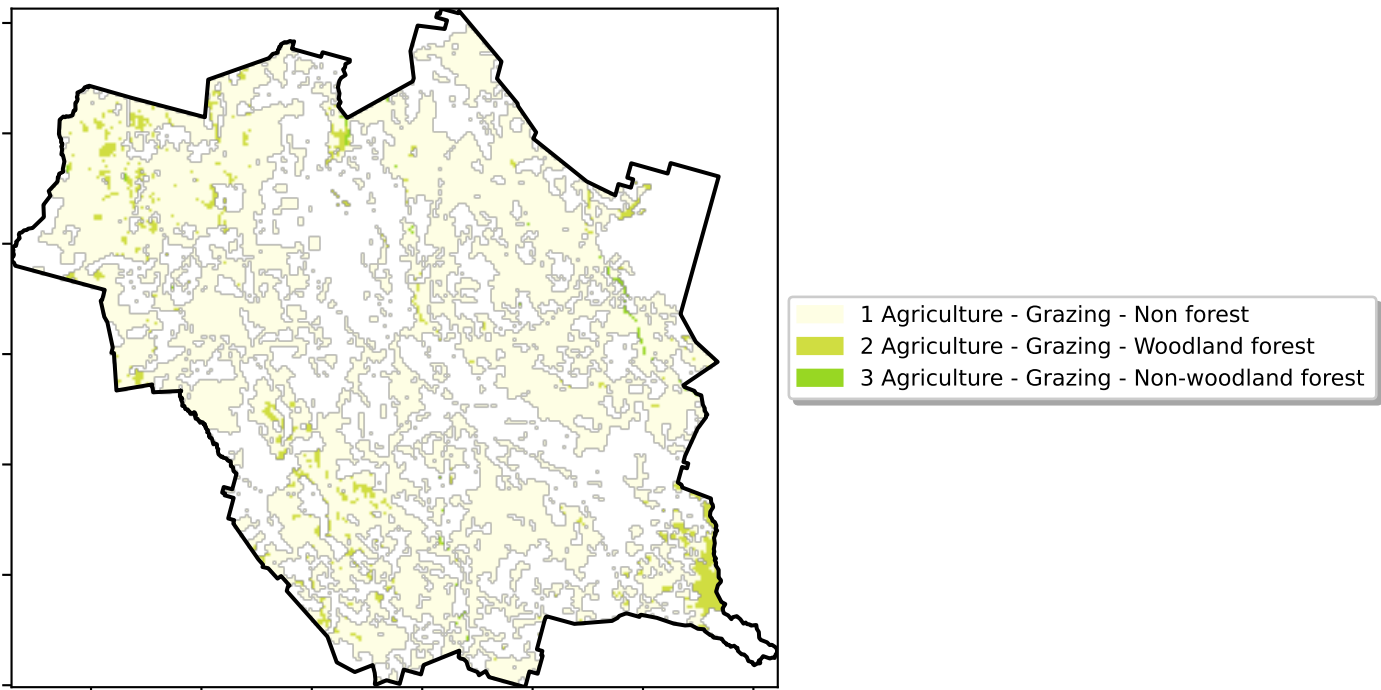 1 Agriculture - Grazing - Non forest
2 Agriculture - Grazing - Woodland forest
3 Agriculture - Grazing - Non-woodland forest